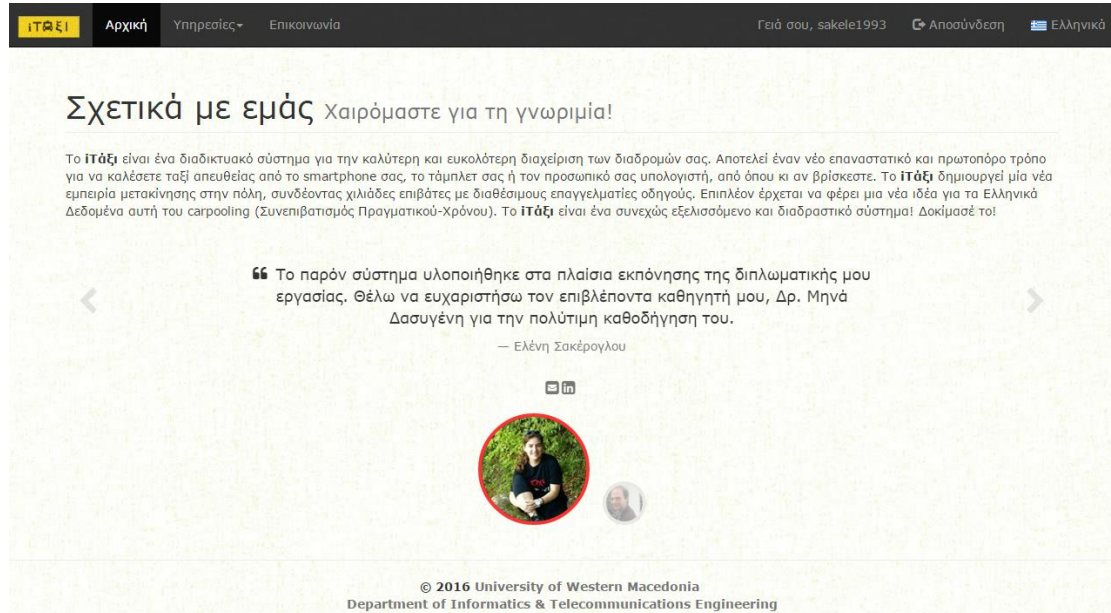 iTAΞI Αρχική Υπηρεσίες Επικοινωνία Γειά σου, sakele1993 Αποσύνδεση Ελληνικά
Σχετικά με εμάς Χαιρόμαστε για τη γνωριμία!
Το iΤάξι είναι ένα διαδικτυακό σύστημα για την καλύτερη και ευκολότερη διαχείριση των διαδρομών σας. Αποτελεί έναν νέο επαναστατικό και πρωτοπόρο τρόπο
για να καλέσετε ταξί απευθείας από το smartphone σας, το τάμπλετ σας ή τον προσωπικό σας υπολογιστή, από όπου κι αν βρίσκεστε. Το iΤάξι δημιουργεί μία νέα
εμπειρία μετακίνησης στην πόλη, συνδέοντας χιλιάδες επιβάτες με διαθέσιμους επαγγελματίες οδηγούς. Επιπλέον έρχεται να φέρει μια νέα ιδέα για τα Ελληνικά
Δεδομένα αυτή του carpooling (Συνεπιβατισμός Πραγματικού-Χρόνου). Το iΤάξι είναι ένα συνεχώς εξελισσόμενο και διαδραστικό σύστημα! Δοκίμασέ το!
❝ Το παρόν σύστημα υλοποιήθηκε στα πλαίσια εκπόνησης της διπλωματικής μου
εργασίας. Θέλω να ευχαριστήσω τον επιβλέποντα καθηγητή μου, Δρ. Μηνά
Δασυγένη για την πολύτιμη καθοδήγηση του.
— Ελένη Σακέρογλου
© 2016 University of Western Macedonia
Department of Informatics & Telecommunications Engineering